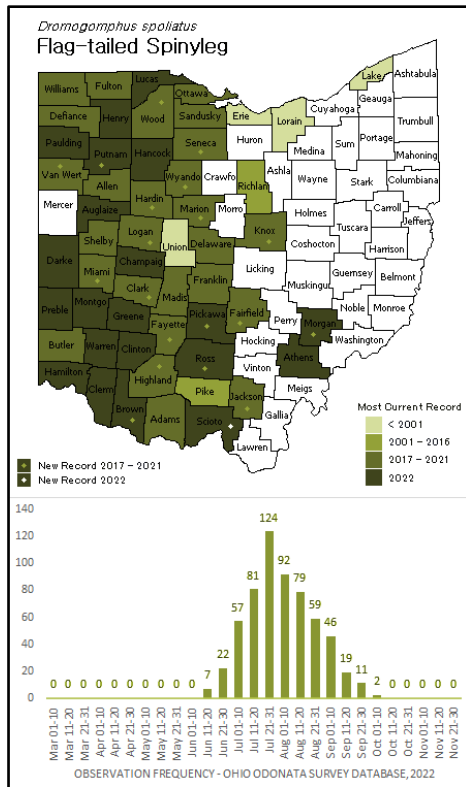 Dromogomphus spoliatus
Flag-tailed Spinyleg
Lucas
Williams Fulton Ottawa Lake Ashtabula
Geauga
Defiance Henry Wood Sandusky Erie Lorain Cuyahoga Trumbull
Paulding Putnam Hancock Seneca Huron Medina Sum Portage Mahoning
Van Wert Allen Wyando Crawfo Richlan Ashla Wayne Stark Columbiana
Mercer Auglaize Hardin Marion Morro Holmes Carroll Jeffers
Shelby Logan Union Delaware Knox Coshocton Tuscara Harrison
Darke Miami Champaig Licking Muskingu Guernsey Belmont
Clark Madis Franklin
Preble Montgo Greene Fayette Pickawa Fairfield Perry Morgan Noble Monroe
Butler Warren Clinton Ross Hocking Athens Washington
Hamilton Clerm Highland Pike Vinton Meigs
Brown Adams Scioto Jackson Gallia
Lawren
Most Current Record
< 2001
2001 - 2016
2017 - 2021
2022
New Record 2017 - 2021
New Record 2022
140
120
100
80
60
40
20
0
0 0 0 0 0 0 0 0 0 0 7 22 57 81 124 92 79 59 46 19 11 2 0 0 0 0 0
Mar 01-10
Mar 11-20
Mar 21-31
Apr 01-10
Apr 11-20
Apr 21-30
May 01-10
May 11-20
May 21-31
Jun 01-10
Jun 11-20
Jun 21-30
Jul 01-10
Jul 11-20
Jul 21-31
Aug 01-10
Aug 11-20
Aug 21-31
Sep 01-10
Sep 11-20
Sep 21-30
Oct 01-10
Oct 11-20
Oct 21-31
Nov 01-10
Nov 11-20
Nov 21-30
OBSERVATION FREQUENCY - OHIO ODONATA SURVEY DATABASE, 2022